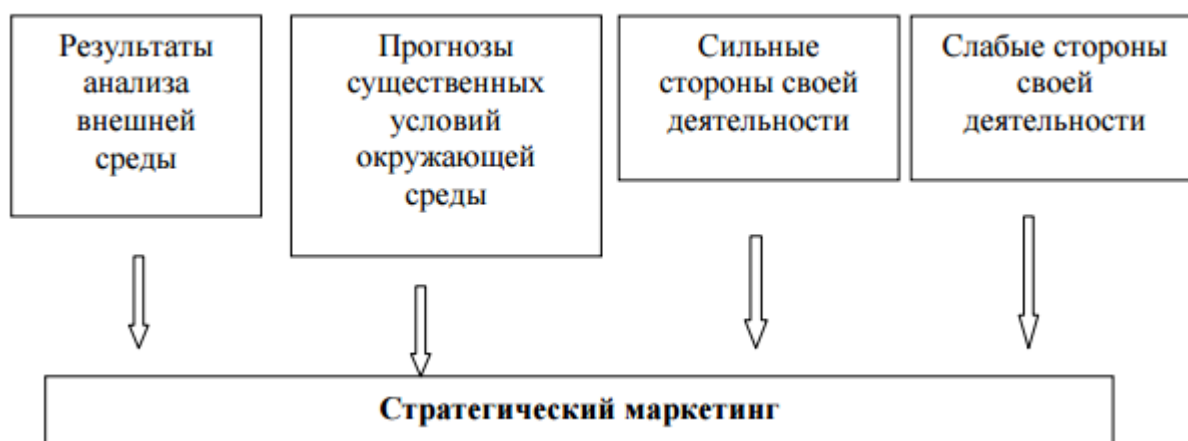 Результаты
анализа
внешней
среды
Прогнозы
существенных
условий
окружающей
среды
Сильные
стороны своей
деятельности
Слабые стороны
своей
деятельности
Стратегический маркетинг